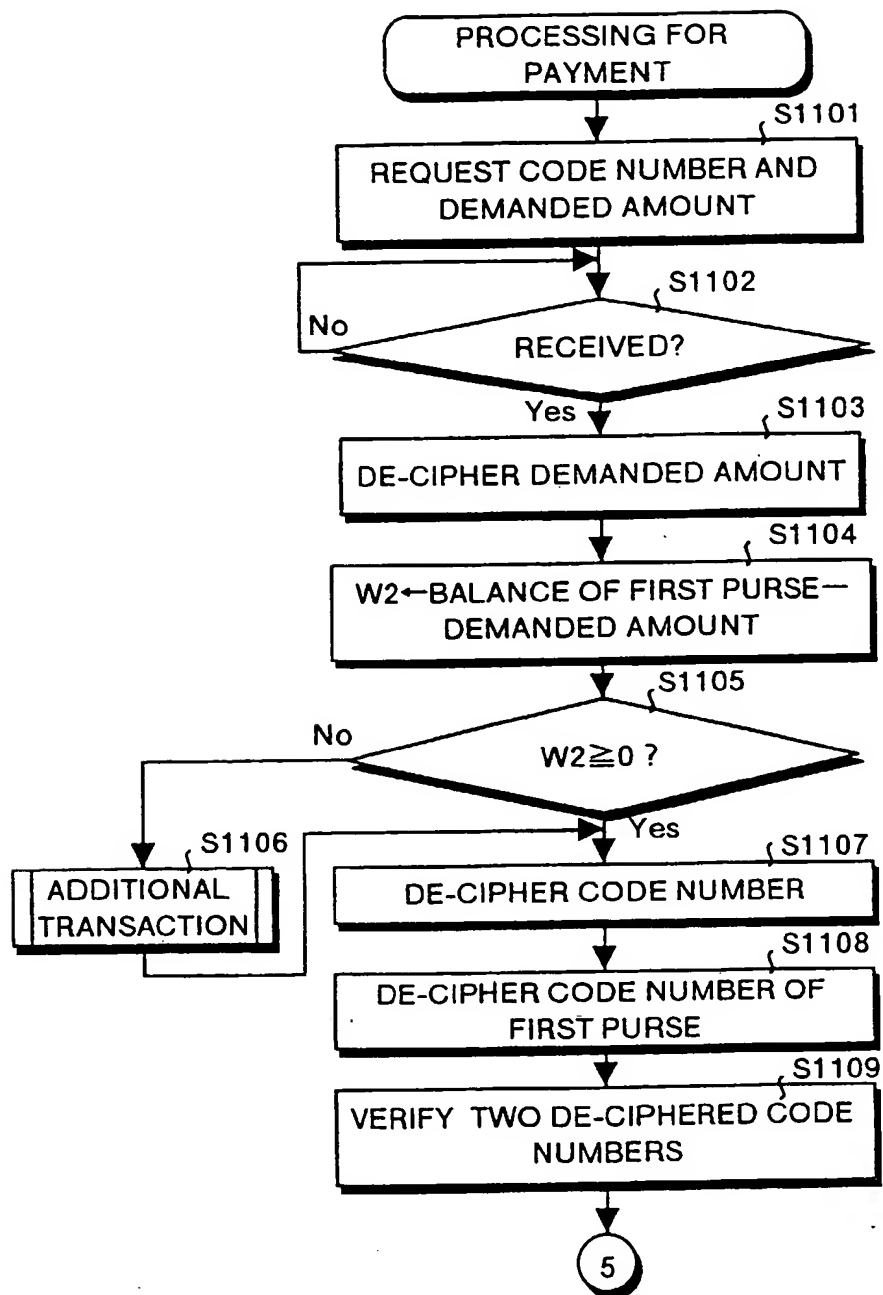 PROCESSING FOR
PAYMENT
S1101
REQUEST CODE NUMBER AND
DEMANDED AMOUNT
S1102
No
RECEIVED?
Yes
S1103
DE-CIPHER DEMANDED AMOUNT
S1104
W2←BALANCE OF FIRST PURSE—
DEMANDED AMOUNT
S1105
No
W2≧0 ?
Yes
S1106
ADDITIONAL
TRANSACTION
S1107
DE-CIPHER CODE NUMBER
S1108
DE-CIPHER CODE NUMBER OF
FIRST PURSE
S1109
VERIFY TWO DE-CIPHERED CODE
NUMBERS
5